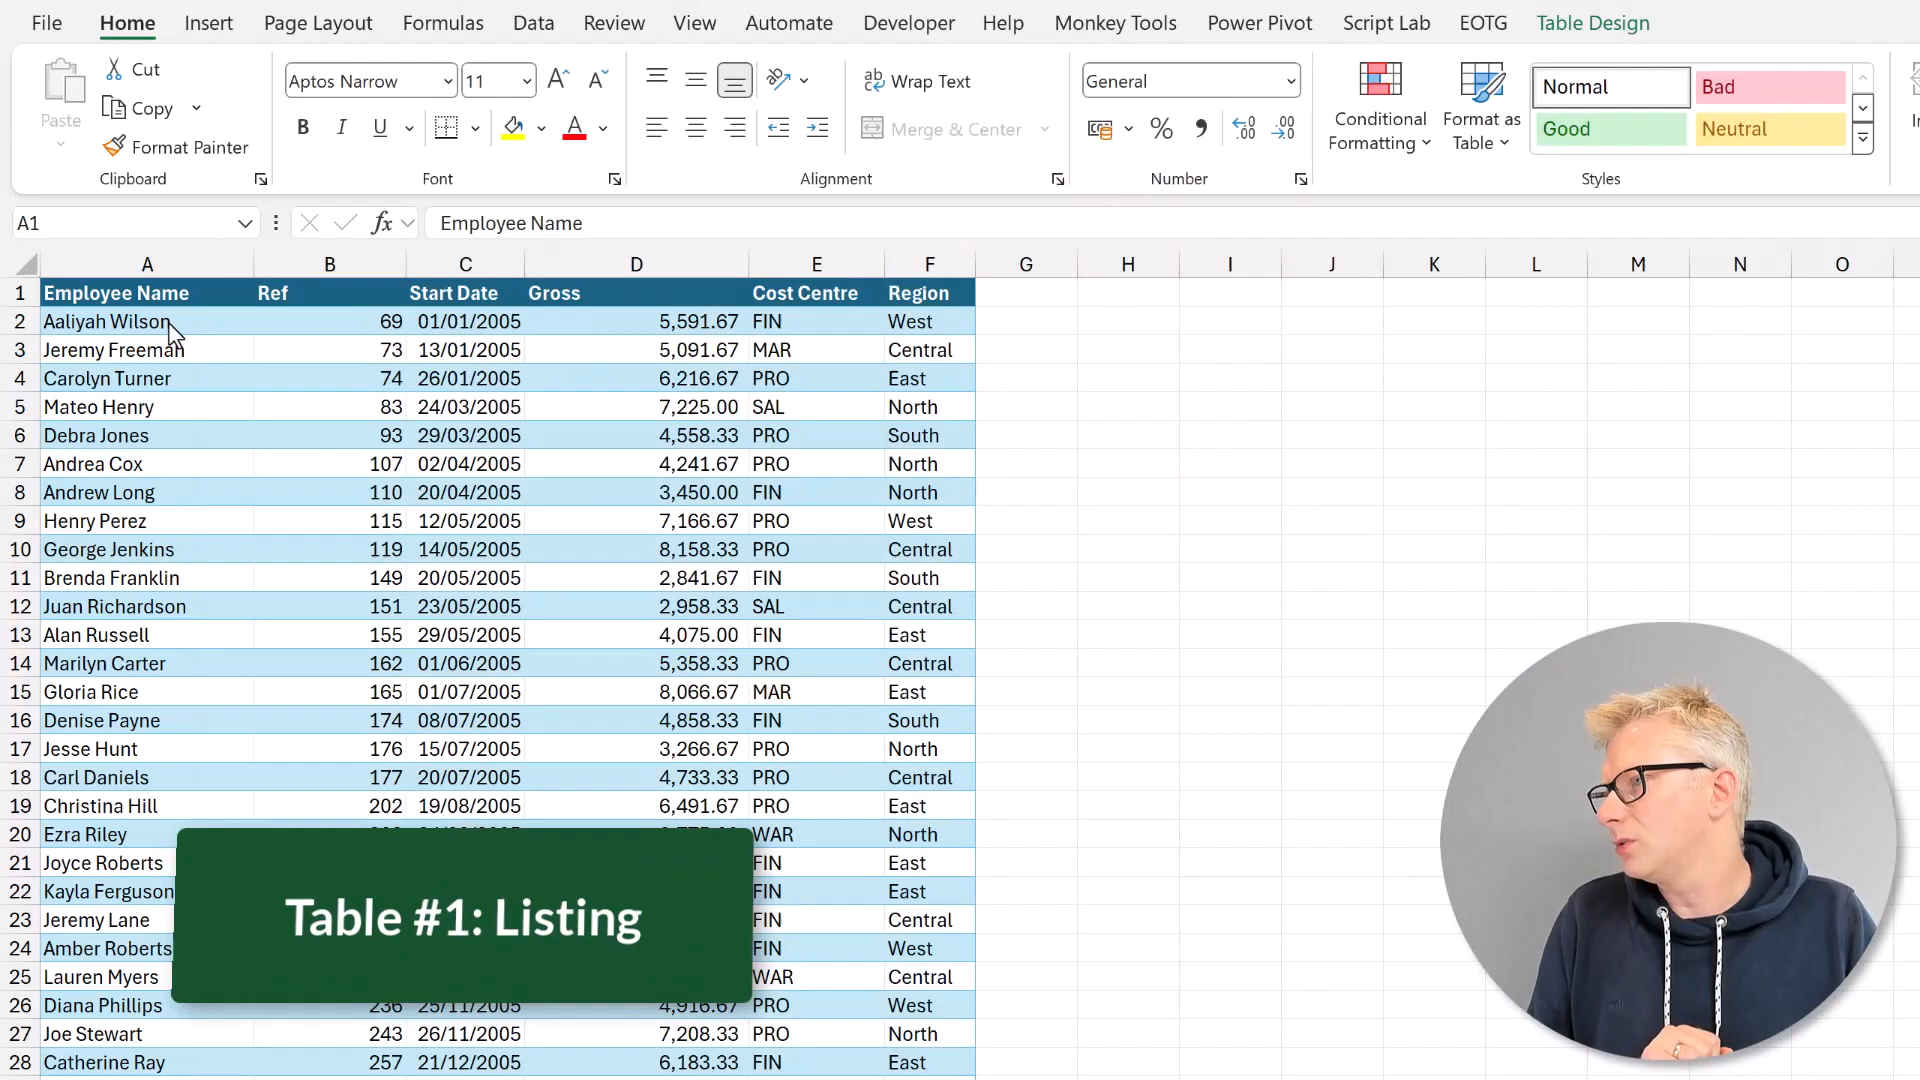 File Home Insert Page Layout Formulas Data Review View Automate Developer Help Monkey Tools Power Pivot Script Lab EOTG Table Design
Paste
Cut
Copy
Format Painter
Clipboard
Aptos Narrow 11
B I U
Font
Wrap Text
Merge & Center
Alignment
General
Number
Conditional Formatting
Format as Table
Normal Bad
Good Neutral
Styles
A1 fx Employee Name
A B C D E F G H I J K L M N O
1 Employee Name Ref Start Date Gross Cost Centre Region
2 Aaliyah Wilson 69 01/01/2005 5,591.67 FIN West
3 Jeremy Freeman 73 13/01/2005 5,091.67 MAR Central
4 Carolyn Turner 74 26/01/2005 6,216.67 PRO East
5 Mateo Henry 83 24/03/2005 7,225.00 SAL North
6 Debra Jones 93 29/03/2005 4,558.33 PRO South
7 Andrea Cox 107 02/04/2005 4,241.67 PRO North
8 Andrew Long 110 20/04/2005 3,450.00 FIN North
9 Henry Perez 115 12/05/2005 7,166.67 PRO West
10 George Jenkins 119 14/05/2005 8,158.33 PRO Central
11 Brenda Franklin 149 20/05/2005 2,841.67 FIN South
12 Juan Richardson 151 23/05/2005 2,958.33 SAL Central
13 Alan Russell 155 29/05/2005 4,075.00 FIN East
14 Marilyn Carter 162 01/06/2005 5,358.33 PRO Central
15 Gloria Rice 165 01/07/2005 8,066.67 MAR East
16 Denise Payne 174 08/07/2005 4,858.33 FIN South
17 Jesse Hunt 176 15/07/2005 3,266.67 PRO North
18 Carl Daniels 177 20/07/2005 4,733.33 PRO Central
19 Christina Hill 202 19/08/2005 6,491.67 PRO East
20 Ezra Riley WAR North
21 Joyce Roberts FIN East
22 Kayla Ferguson FIN East
23 Jeremy Lane FIN Central
24 Amber Roberts FIN West
25 Lauren Myers WAR Central
26 Diana Phillips 236 25/11/2005 4,916.67 PRO West
27 Joe Stewart 243 26/11/2005 7,208.33 PRO North
28 Catherine Ray 257 21/12/2005 6,183.33 FIN East
Table #1: Listing